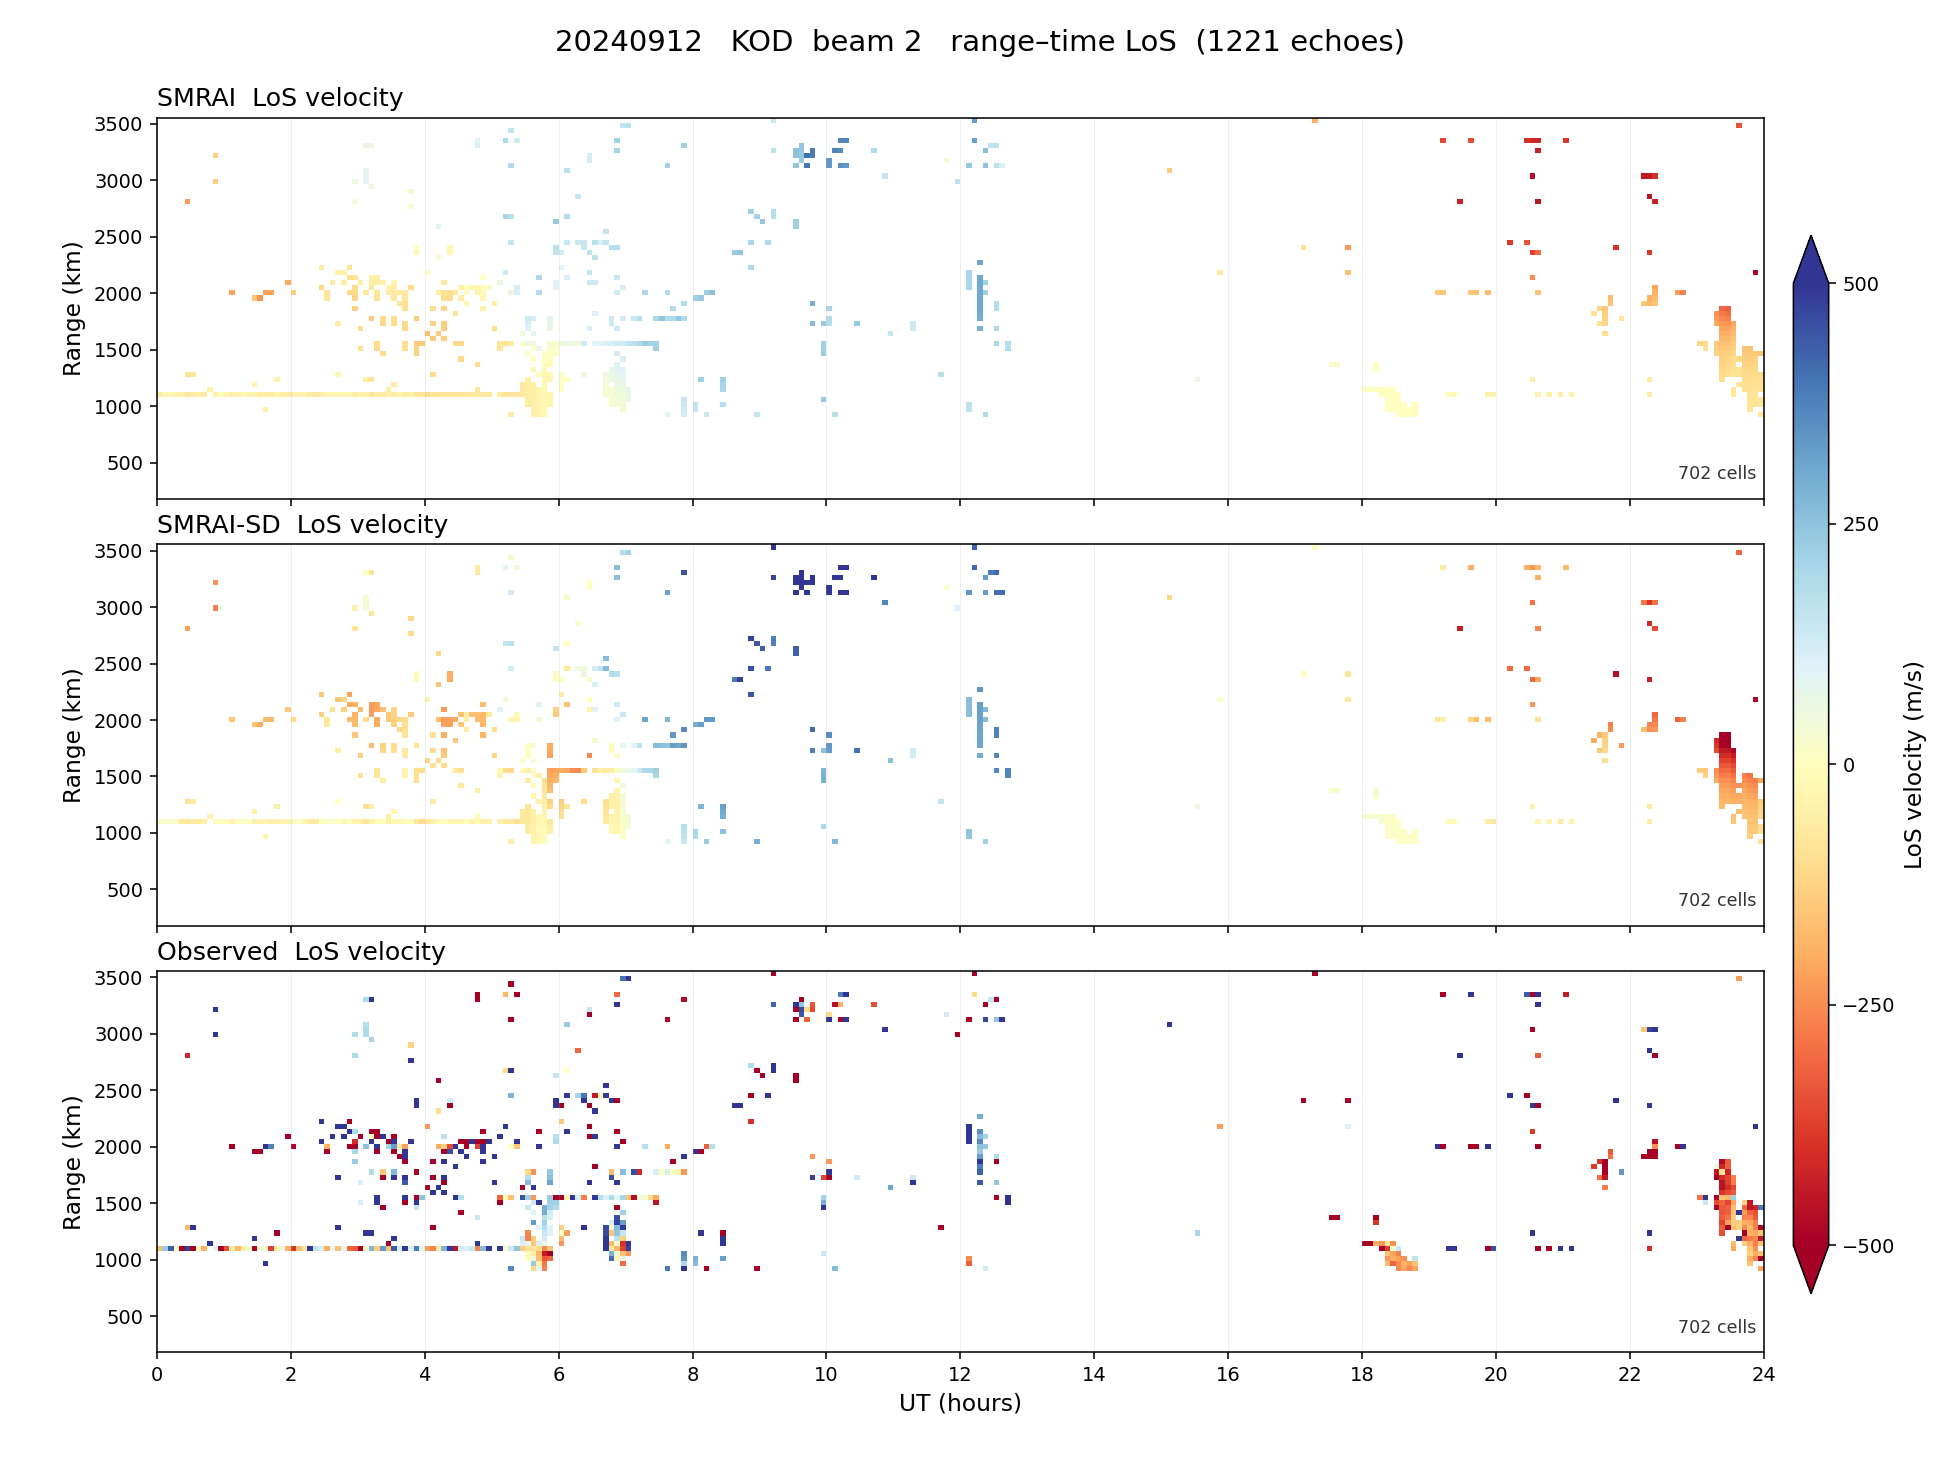 20240912 KOD beam 2 range–time LoS (1221 echoes)
SMRAI LoS velocity
3500
3000
2500
2000
1500
1000
500
Range (km)
702 cells
SMRAI-SD LoS velocity
3500
3000
2500
2000
1500
1000
500
Range (km)
702 cells
Observed LoS velocity
3500
3000
2500
2000
1500
1000
500
Range (km)
702 cells
0 2 4 6 8 10 12 14 16 18 20 22 24
UT (hours)
500
250
0
−250
−500
LoS velocity (m/s)